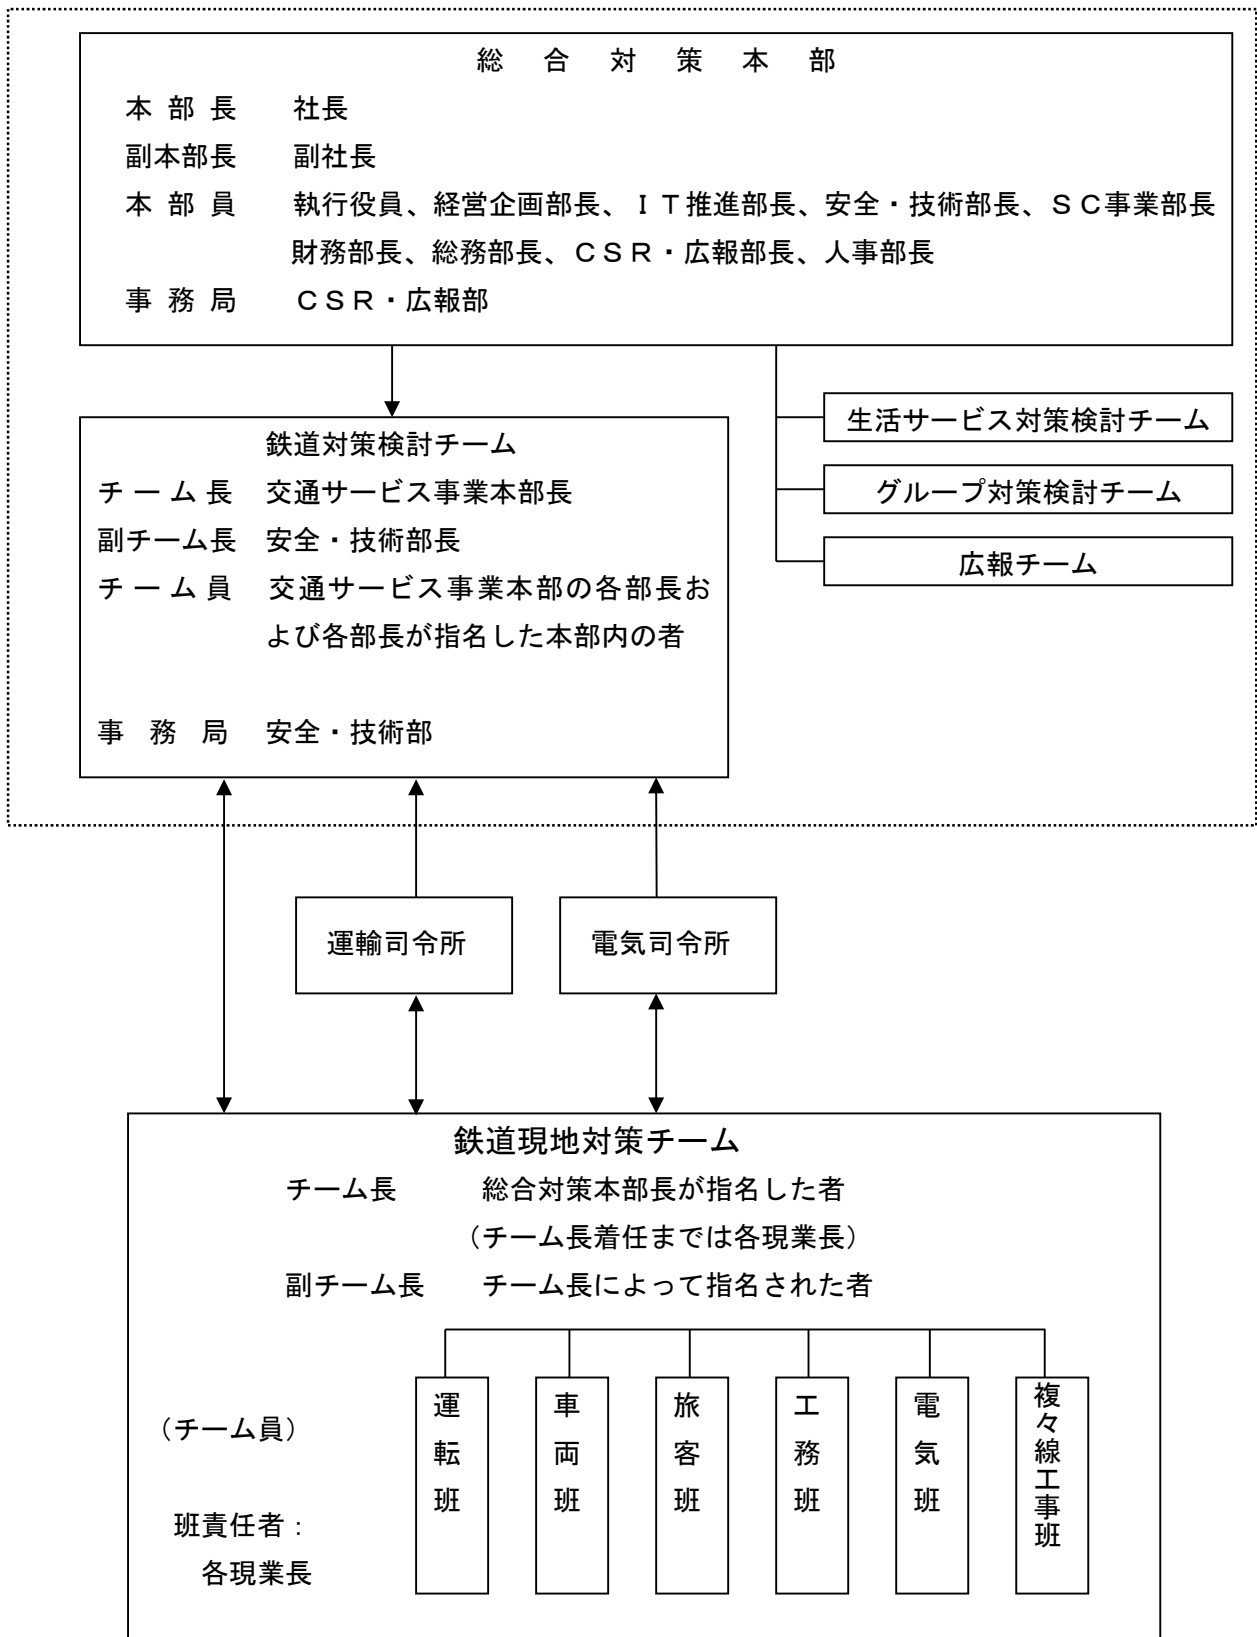 総合対策本部
本部長 社長
副本部長 副社長
本部員 執行役員、経営企画部長、IT推進部長、安全・技術部長、SC事業部長
財務部長、総務部長、CSR・広報部長、人事部長
事務局 CSR・広報部
鉄道対策検討チーム
チーム長 交通サービス事業本部長
副チーム長 安全・技術部長
チーム員 交通サービス事業本部の各部長お
よび各部長が指名した本部内の者
事務局 安全・技術部
生活サービス対策検討チーム
グループ対策検討チーム
広報チーム
運輸司令所
電気司令所
鉄道現地対策チーム
チーム長 総合対策本部長が指名した者
（チーム長着任までは各現業長）
副チーム長 チーム長によって指名された者
（チーム員）
班責任者：
各現業長
運転班
車両班
旅客班
工務班
電気班
複々線工事班